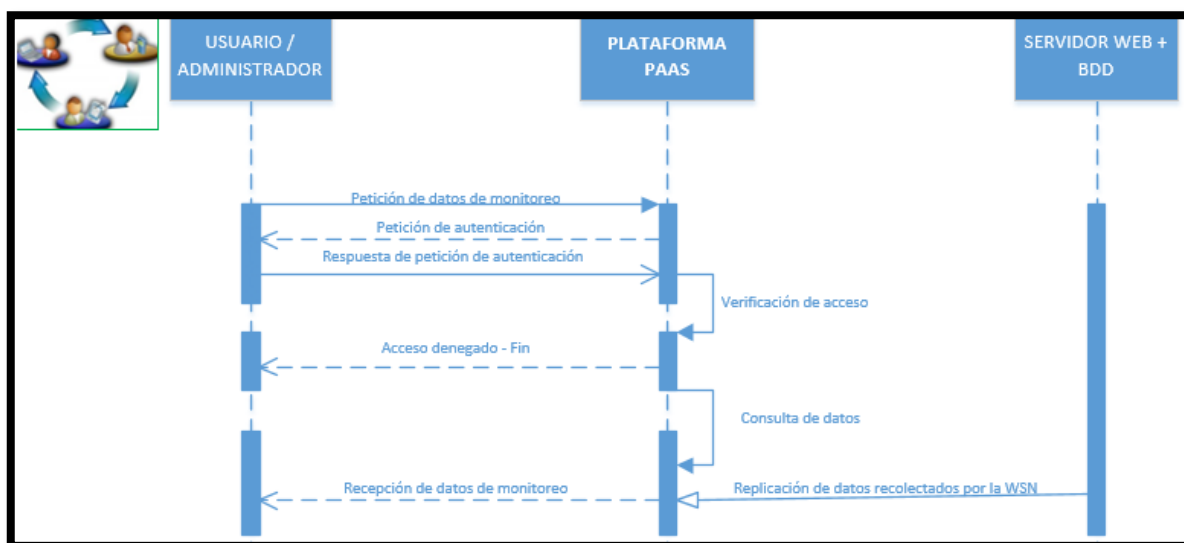 USUARIO /
ADMINISTRADOR
PLATAFORMA
PAAS
SERVIDOR WEB +
BDD
Petición de datos de monitoreo
Petición de autenticación
Respuesta de petición de autenticación
Verificación de acceso
Acceso denegado - Fin
Consulta de datos
Recepción de datos de monitoreo
Replicación de datos recolectados por la WSN